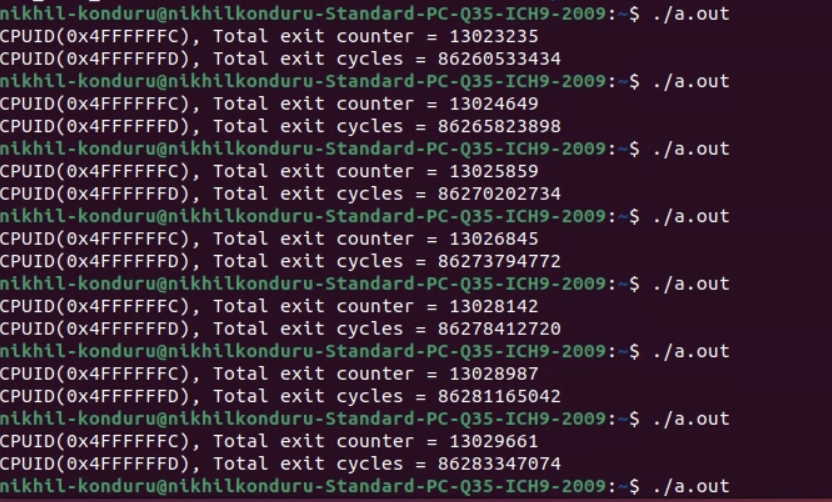 nikhil-konduru@nikhilkonduru-Standard-PC-Q35-ICH9-2009:~$ ./a.out
CPUID(0x4FFFFFFC), Total exit counter = 13023235
CPUID(0x4FFFFFFD), Total exit cycles = 86260533434
nikhil-konduru@nikhilkonduru-Standard-PC-Q35-ICH9-2009:~$ ./a.out
CPUID(0x4FFFFFFC), Total exit counter = 13024649
CPUID(0x4FFFFFFD), Total exit cycles = 86265823898
nikhil-konduru@nikhilkonduru-Standard-PC-Q35-ICH9-2009:~$ ./a.out
CPUID(0x4FFFFFFC), Total exit counter = 13025859
CPUID(0x4FFFFFFD), Total exit cycles = 86270202734
nikhil-konduru@nikhilkonduru-Standard-PC-Q35-ICH9-2009:~$ ./a.out
CPUID(0x4FFFFFFC), Total exit counter = 13026845
CPUID(0x4FFFFFFD), Total exit cycles = 86273794772
nikhil-konduru@nikhilkonduru-Standard-PC-Q35-ICH9-2009:~$ ./a.out
CPUID(0x4FFFFFFC), Total exit counter = 13028142
CPUID(0x4FFFFFFD), Total exit cycles = 86278412720
nikhil-konduru@nikhilkonduru-Standard-PC-Q35-ICH9-2009:~$ ./a.out
CPUID(0x4FFFFFFC), Total exit counter = 13028987
CPUID(0x4FFFFFFD), Total exit cycles = 86281165042
nikhil-konduru@nikhilkonduru-Standard-PC-Q35-ICH9-2009:~$ ./a.out
CPUID(0x4FFFFFFC), Total exit counter = 13029661
CPUID(0x4FFFFFFD), Total exit cycles = 86283347074
nikhil-konduru@nikhilkonduru-Standard-PC-Q35-ICH9-2009:~$ ./a.out